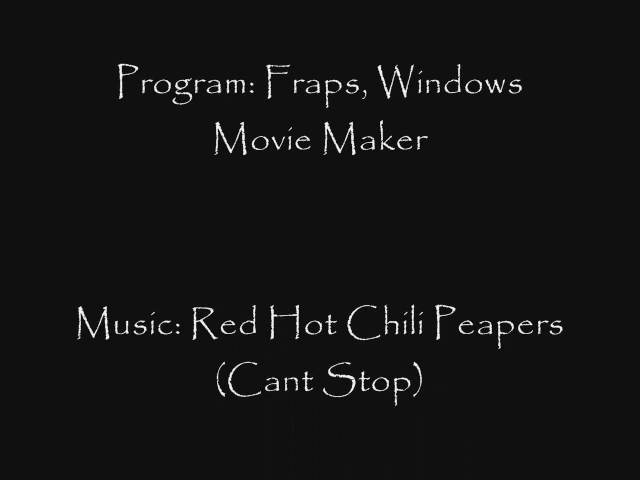 Program: Fraps, Windows
Movie Maker
Music: Red Hot Chili Peapers
(Cant Stop)